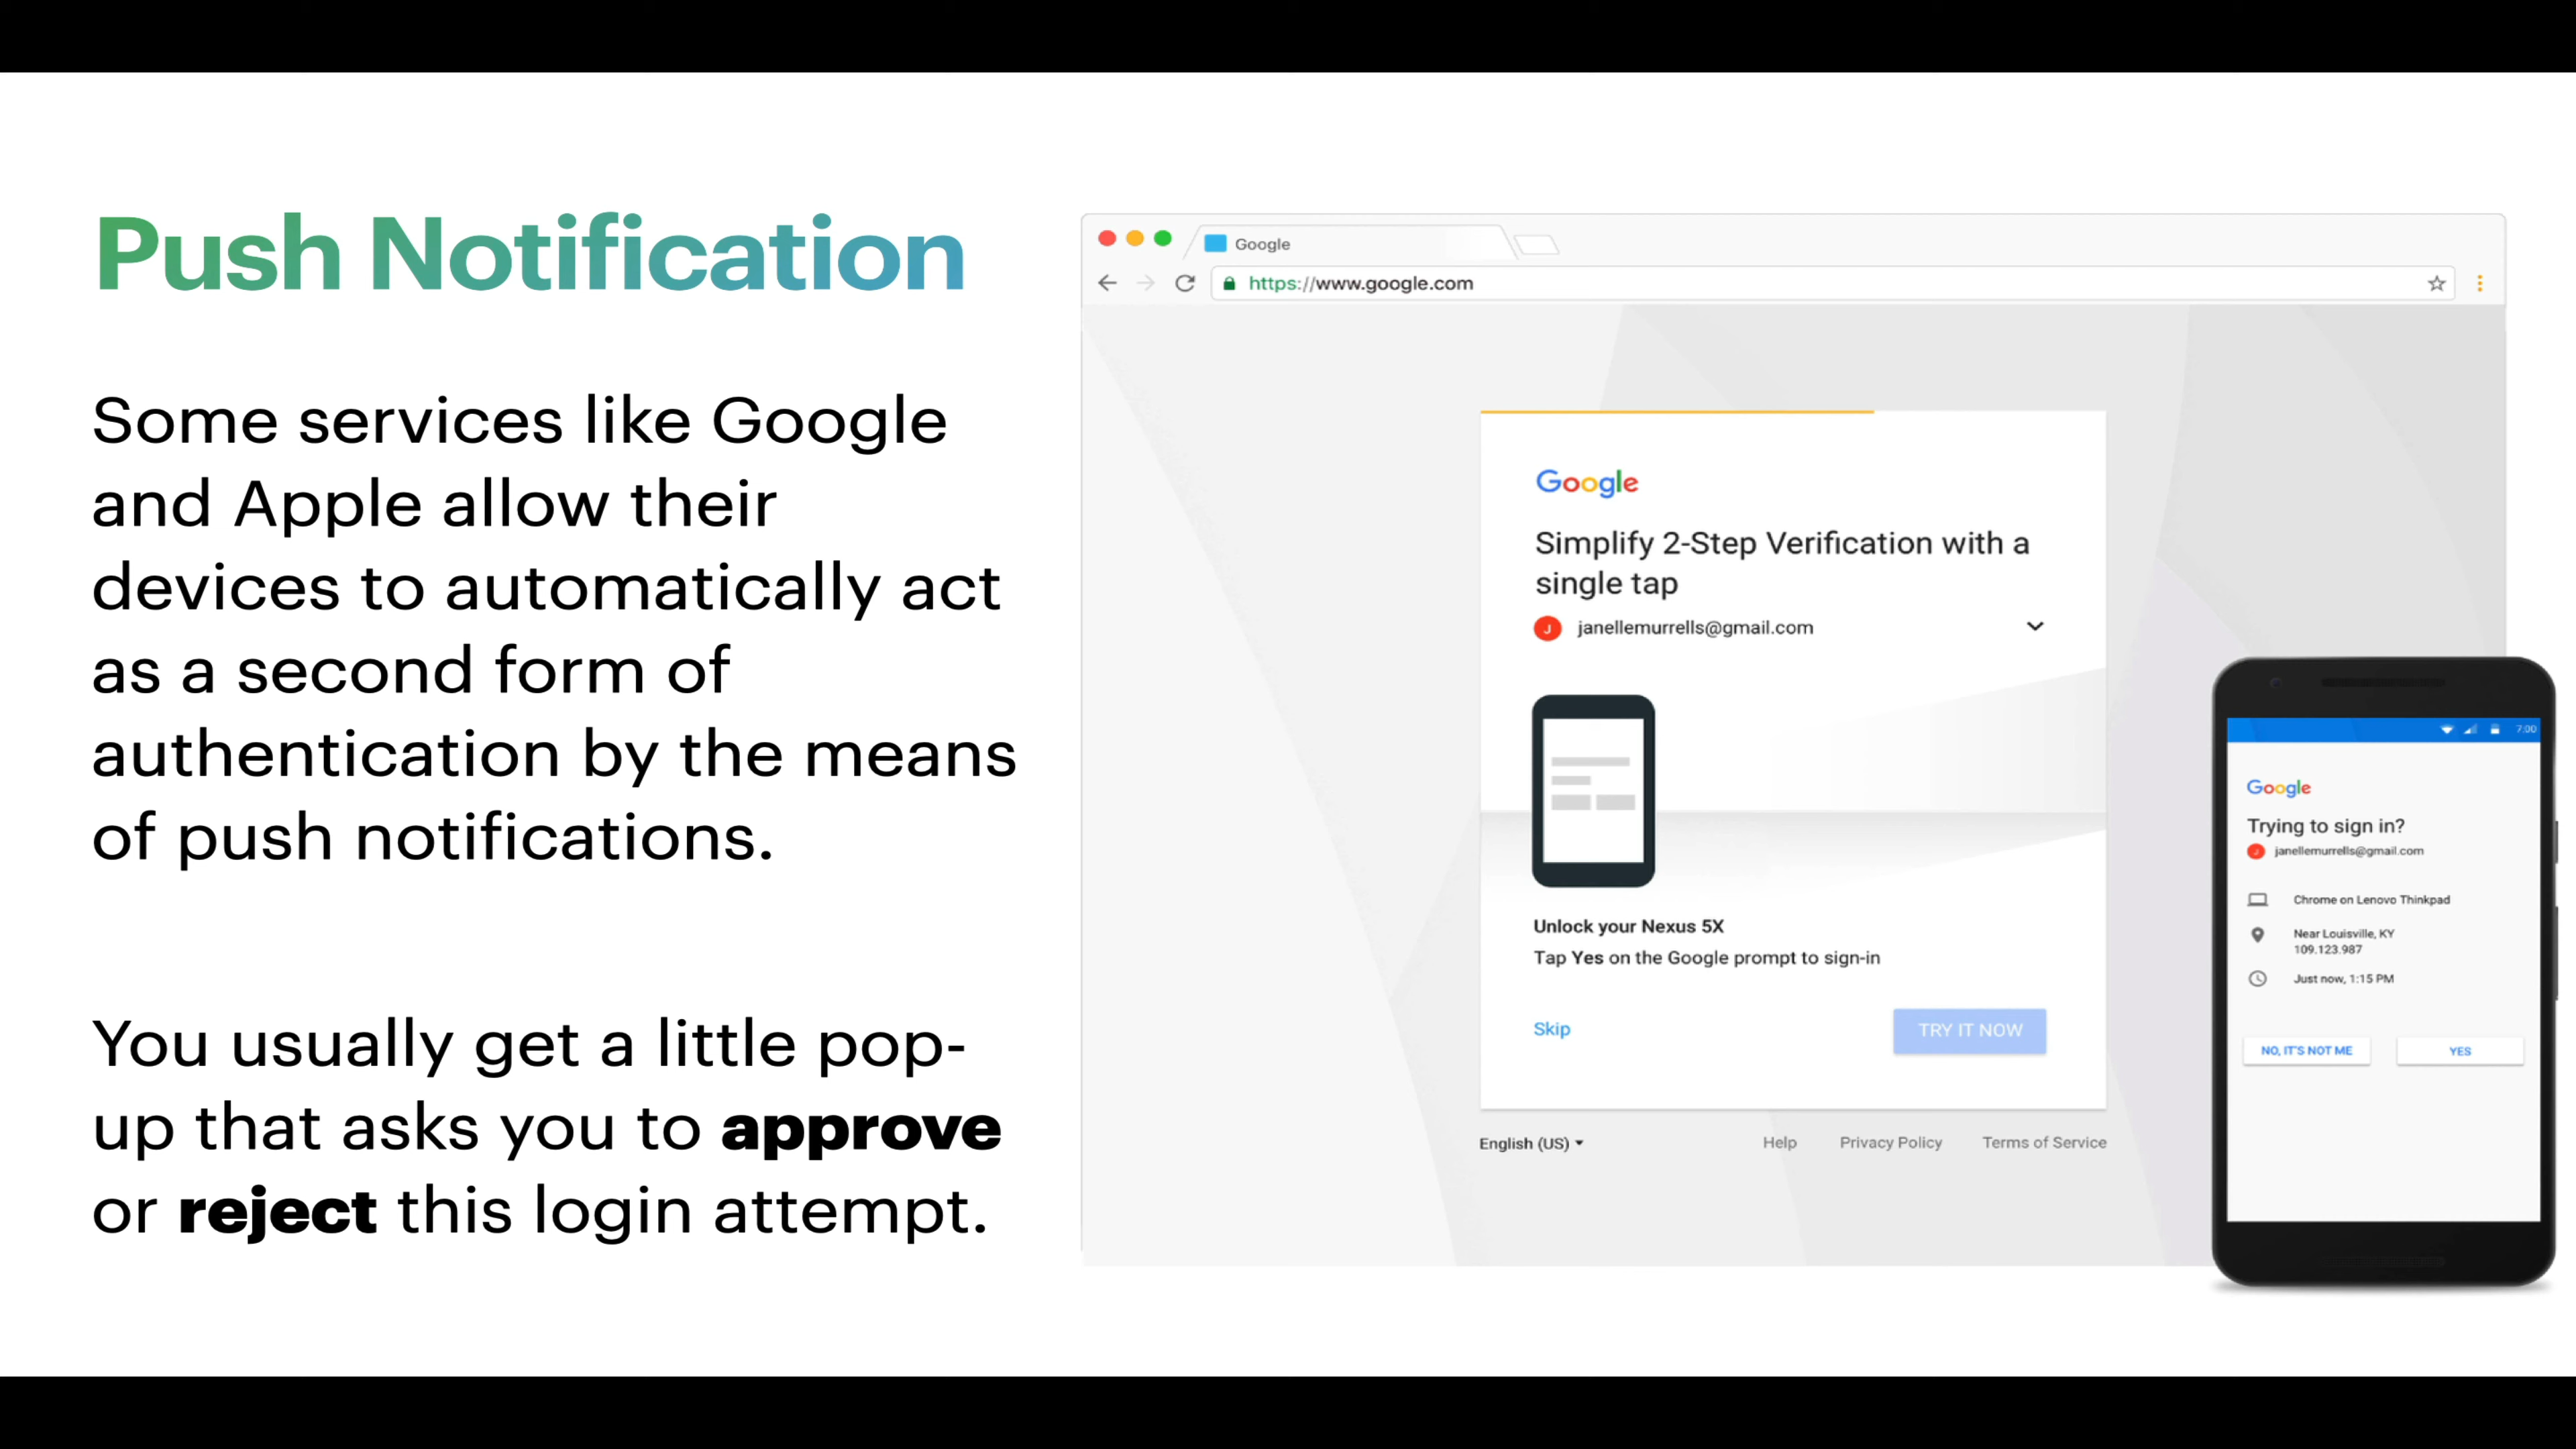 Push Notification
Some services like Google
and Apple allow their
devices to automatically act
as a second form of
authentication by the means
of push notifications.
You usually get a little pop-
up that asks you to approve
or reject this login attempt.
Google
https://www.google.com
Google
Simplify 2-Step Verification with a
single tap
J janellemurrells@gmail.com
Unlock your Nexus 5X
Tap Yes on the Google prompt to sign-in
Skip
TRY IT NOW
English (US)
Help Privacy Policy Terms of Service
7:00
Google
Trying to sign in?
J janellemurrells@gmail.com
Chrome on Lenovo Thinkpad
Near Louisville, KY
109.123.987
Just now, 1:15 PM
NO, IT'S NOT ME
YES